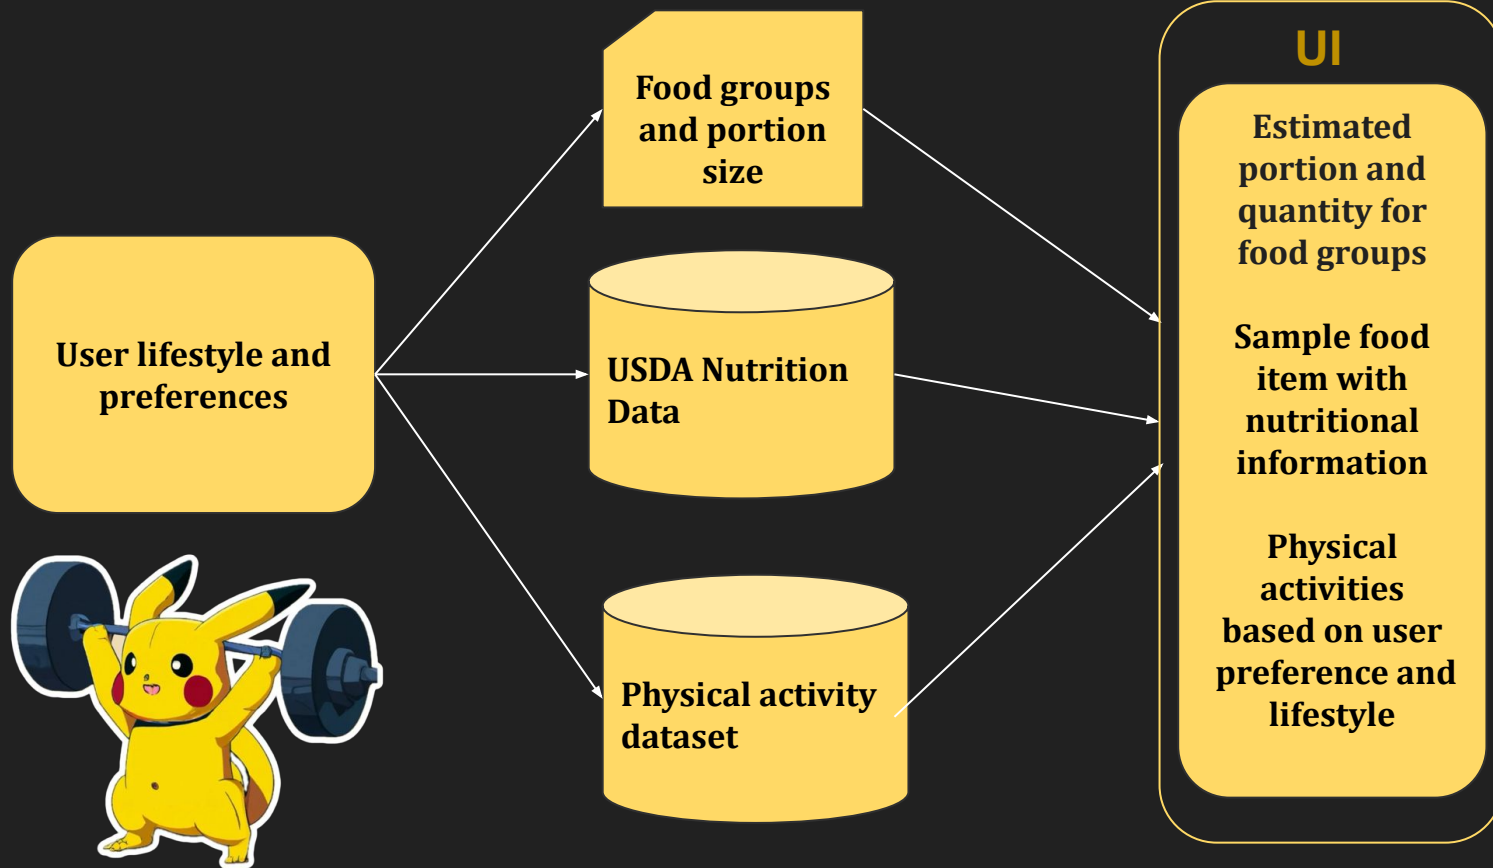 User lifestyle and
preferences
Food groups
and portion
size
USDA Nutrition
Data
Physical activity
dataset
UI
Estimated
portion and
quantity for
food groups
Sample food
item with
nutritional
information
Physical
activities
based on user
preference and
lifestyle